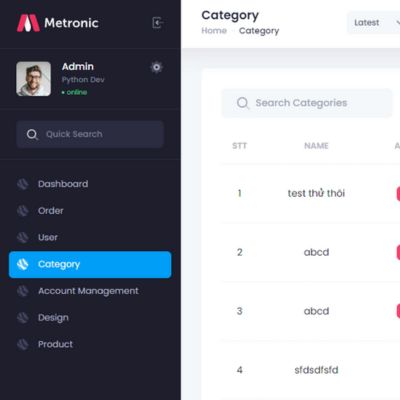 Metronic
Admin
Python Dev
online
Quick Search
Dashboard
Order
User
Category
Account Management
Design
Product
Category
Home Category
Latest
Search Categories
STT NAME A
1 test thử thôi
2 abcd
3 abcd
4 sfdsdfsfd